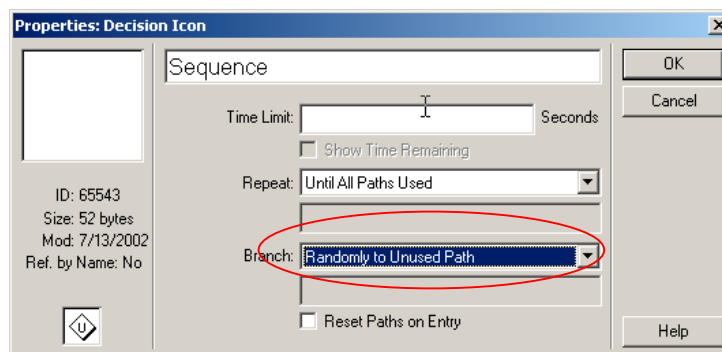 Properties: Decision Icon
Sequence
OK
Cancel
Time Limit:
Seconds
Show Time Remaining
Repeat: Until All Paths Used
ID: 65543
Size: 52 bytes
Mod: 7/13/2002
Ref. by Name: No
Branch: Randomly to Unused Path
U
Reset Paths on Entry
Help